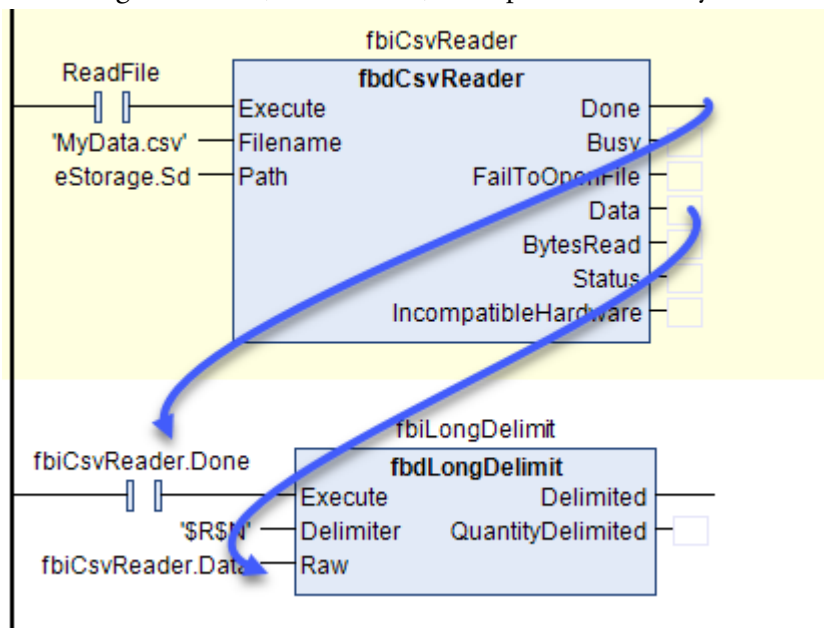 fbiCsvReader
ReadFile
fbdCsvReader
Execute Done
'MyData.csv' Filename Busy
eStorage.Sd Path FailToOpenFile
Data
BytesRead
Status
IncompatibleHardware
fbiLongDelimit
fbiCsvReader.Done
fbdLongDelimit
Execute Delimited
'$R$N' Delimiter QuantityDelimited
fbiCsvReader.Data Raw